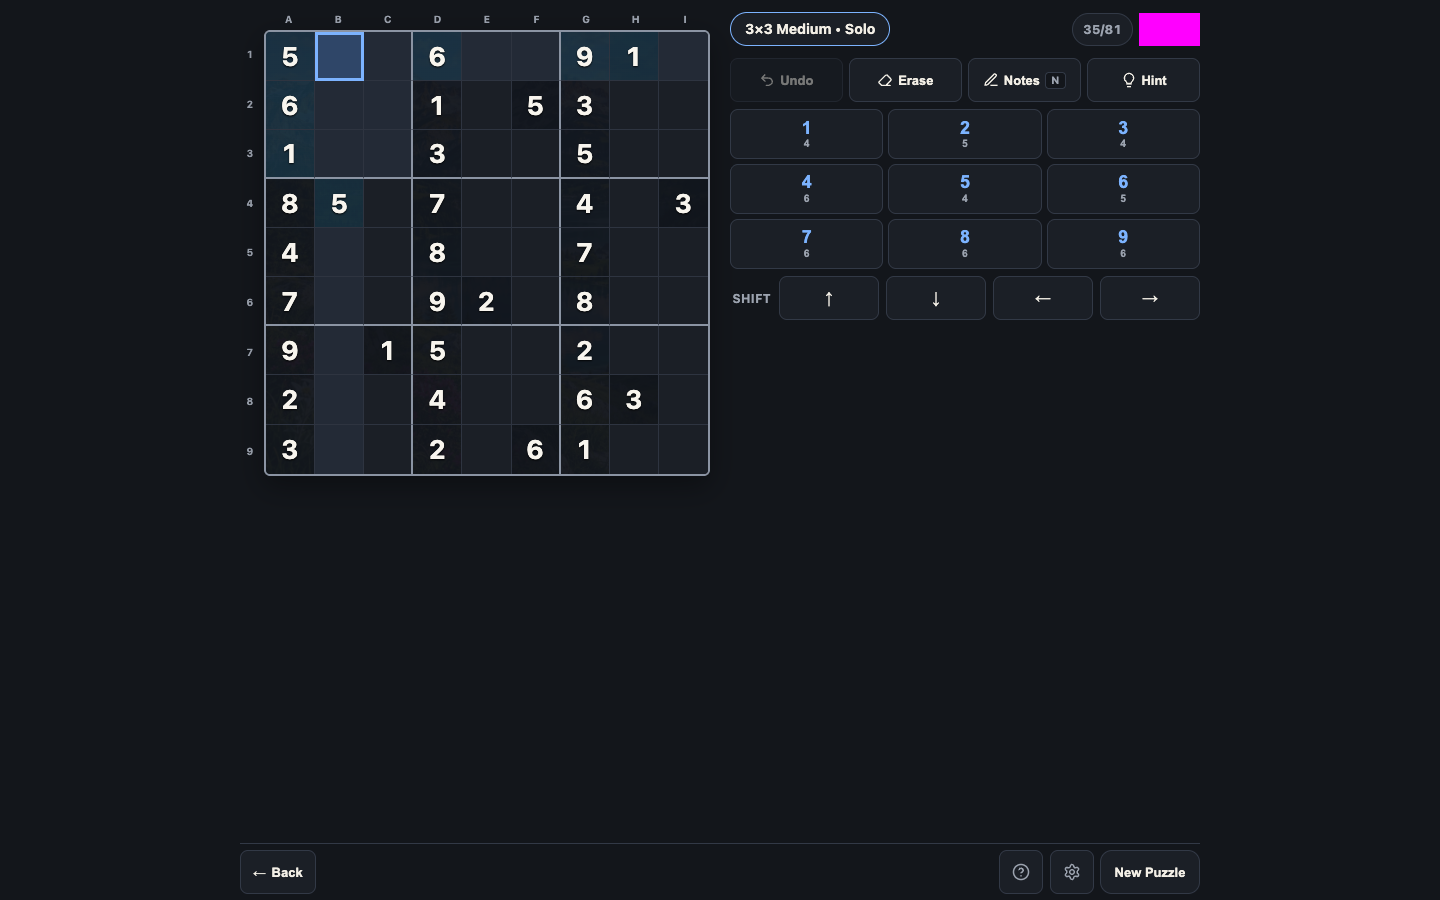 A B C D E F G H I
1 5 6 9 1
2 6 1 5 3
3 1 3 5
4 8 5 7 4 3
5 4 8 7
6 7 9 2 8
7 9 1 5 2
8 2 4 6 3
9 3 2 6 1
3×3 Medium • Solo
35/81
Undo Erase Notes N Hint
1 2 3
4 5 4
4 5 6
6 4 5
7 8 9
6 6 6
SHIFT ↑ ↓ ← →
← Back
New Puzzle